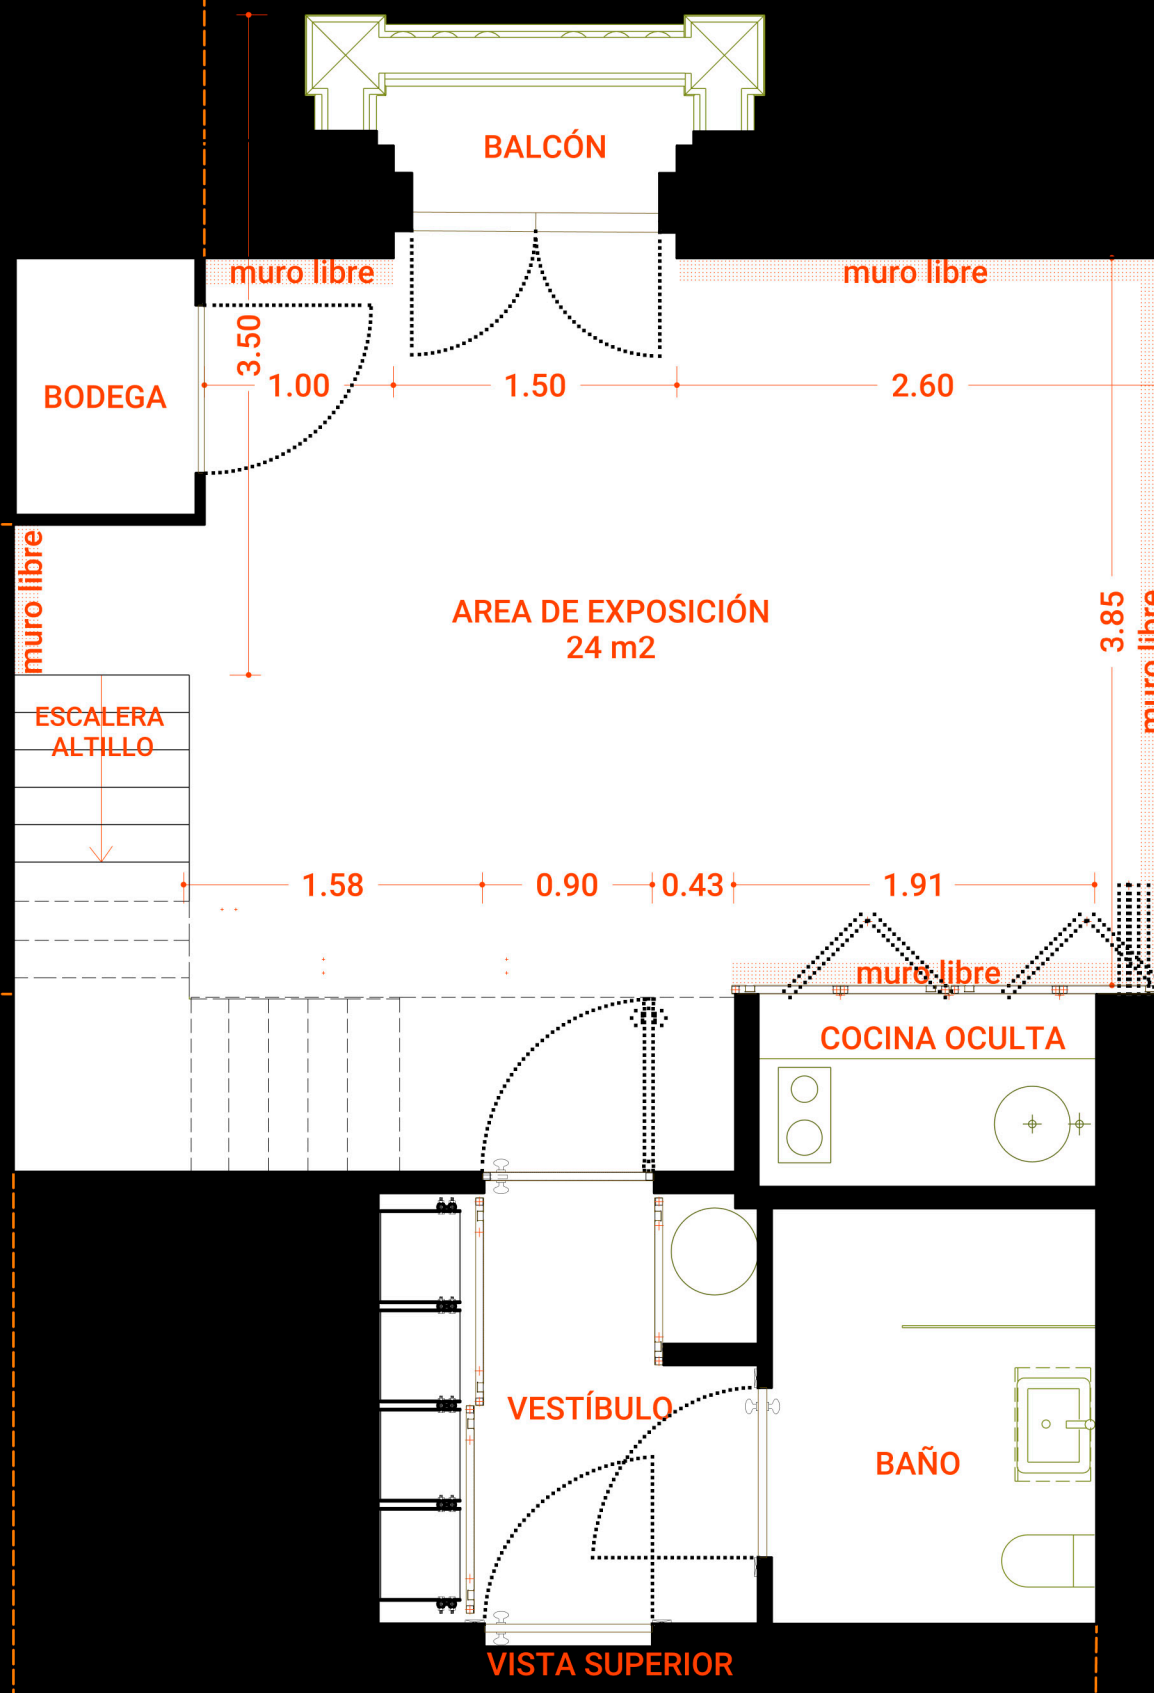 BALCÓN
muro libre
muro libre
3.50
1.00
1.50
2.60
BODEGA
muro libre
AREA DE EXPOSICIÓN
24 m2
3.85
muro libre
ESCALERA
ALTILLO
1.58
0.90
0.43
1.91
muro libre
COCINA OCULTA
VESTÍBULO
BAÑO
VISTA SUPERIOR